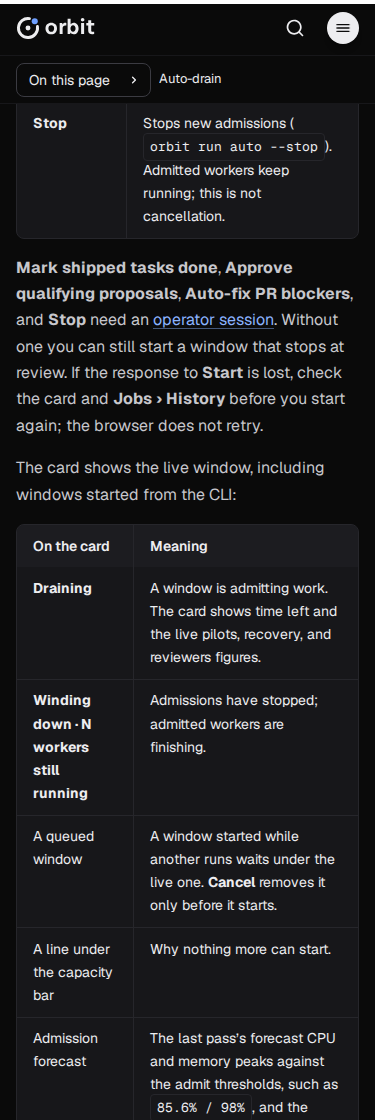 orbit
On this page
Auto-drain
Stop
Stops new admissions (
orbit run auto --stop ).
Admitted workers keep
running; this is not
cancellation.
Mark shipped tasks done, Approve
qualifying proposals, Auto-fix PR blockers,
and Stop need an operator session. Without
one you can still start a window that stops at
review. If the response to Start is lost, check
the card and Jobs › History before you start
again; the browser does not retry.
The card shows the live window, including
windows started from the CLI:
On the card
Meaning
Draining
A window is admitting work.
The card shows time left and
the live pilots, recovery, and
reviewers figures.
Winding
down · N
workers
still
running
Admissions have stopped;
admitted workers are
finishing.
A queued
window
A window started while
another runs waits under the
live one. Cancel removes it
only before it starts.
A line under
the capacity
bar
Why nothing more can start.
Admission
forecast
The last pass's forecast CPU
and memory peaks against
the admit thresholds, such as
85.6% / 98% , and the